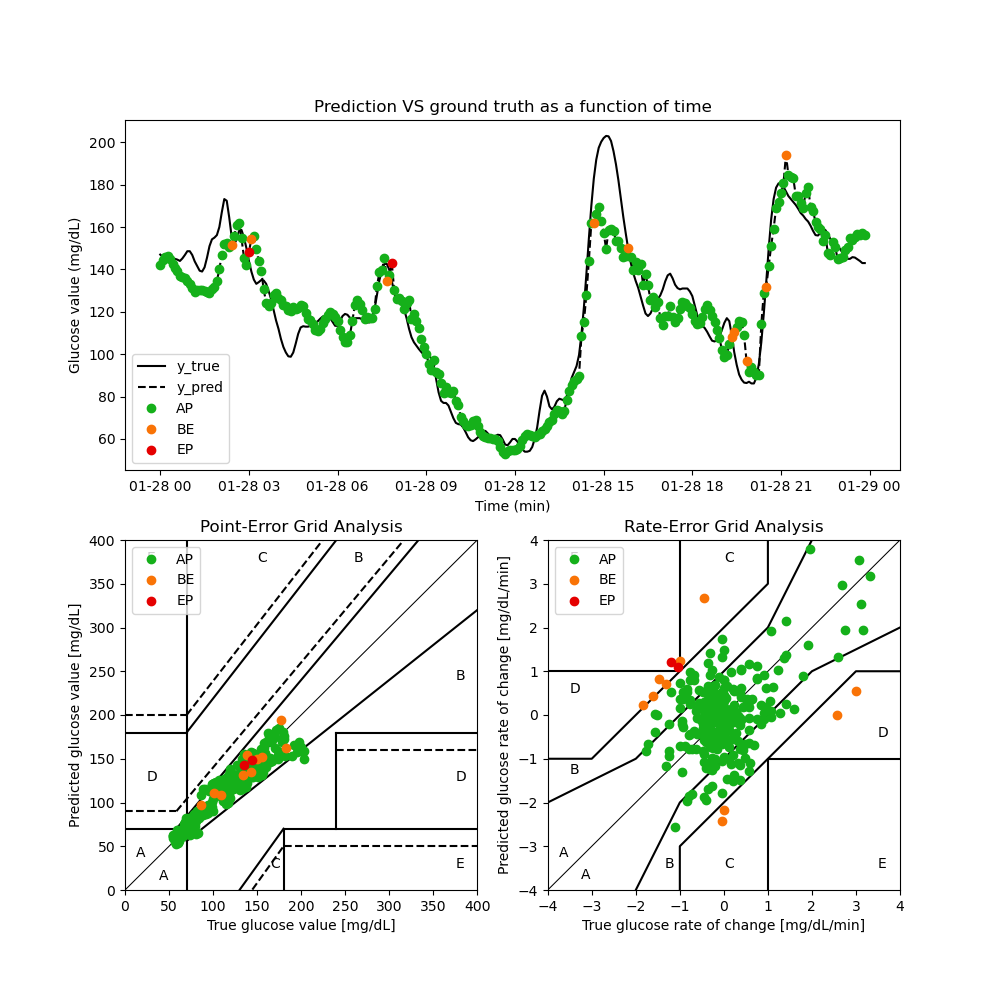 Prediction VS ground truth as a function of time
Glucose value (mg/dL)
200
180
160
140
120
100
80
60
y_true
y_pred
AP
BE
EP
01-28 00 01-28 03 01-28 06 01-28 09 01-28 12 01-28 15 01-28 18 01-28 21 01-29 00
Time (min)
Point-Error Grid Analysis
Predicted glucose value [mg/dL]
400
350
300
250
200
150
100
50
0
AP
BE
EP
C B
B
D D
A
A C E
0 50 100 150 200 250 300 350 400
True glucose value [mg/dL]
Rate-Error Grid Analysis
Predicted glucose rate of change [mg/dL/min]
4
3
2
1
0
−1
−2
−3
−4
AP
BE
EP
C
D
D
B
A
A B C E
−4 −3 −2 −1 0 1 2 3 4
True glucose rate of change [mg/dL/min]